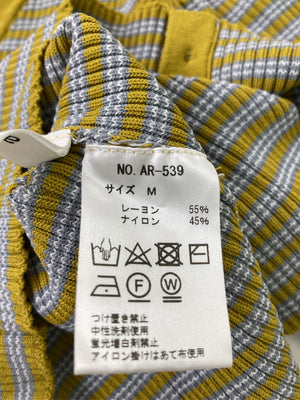 NO. AR-539
サイズ M
レーヨン 55%
ナイロン 45%
F W
つけ置き禁止
中性洗剤使用
蛍光増白剤禁止
アイロン掛けはあて布使用